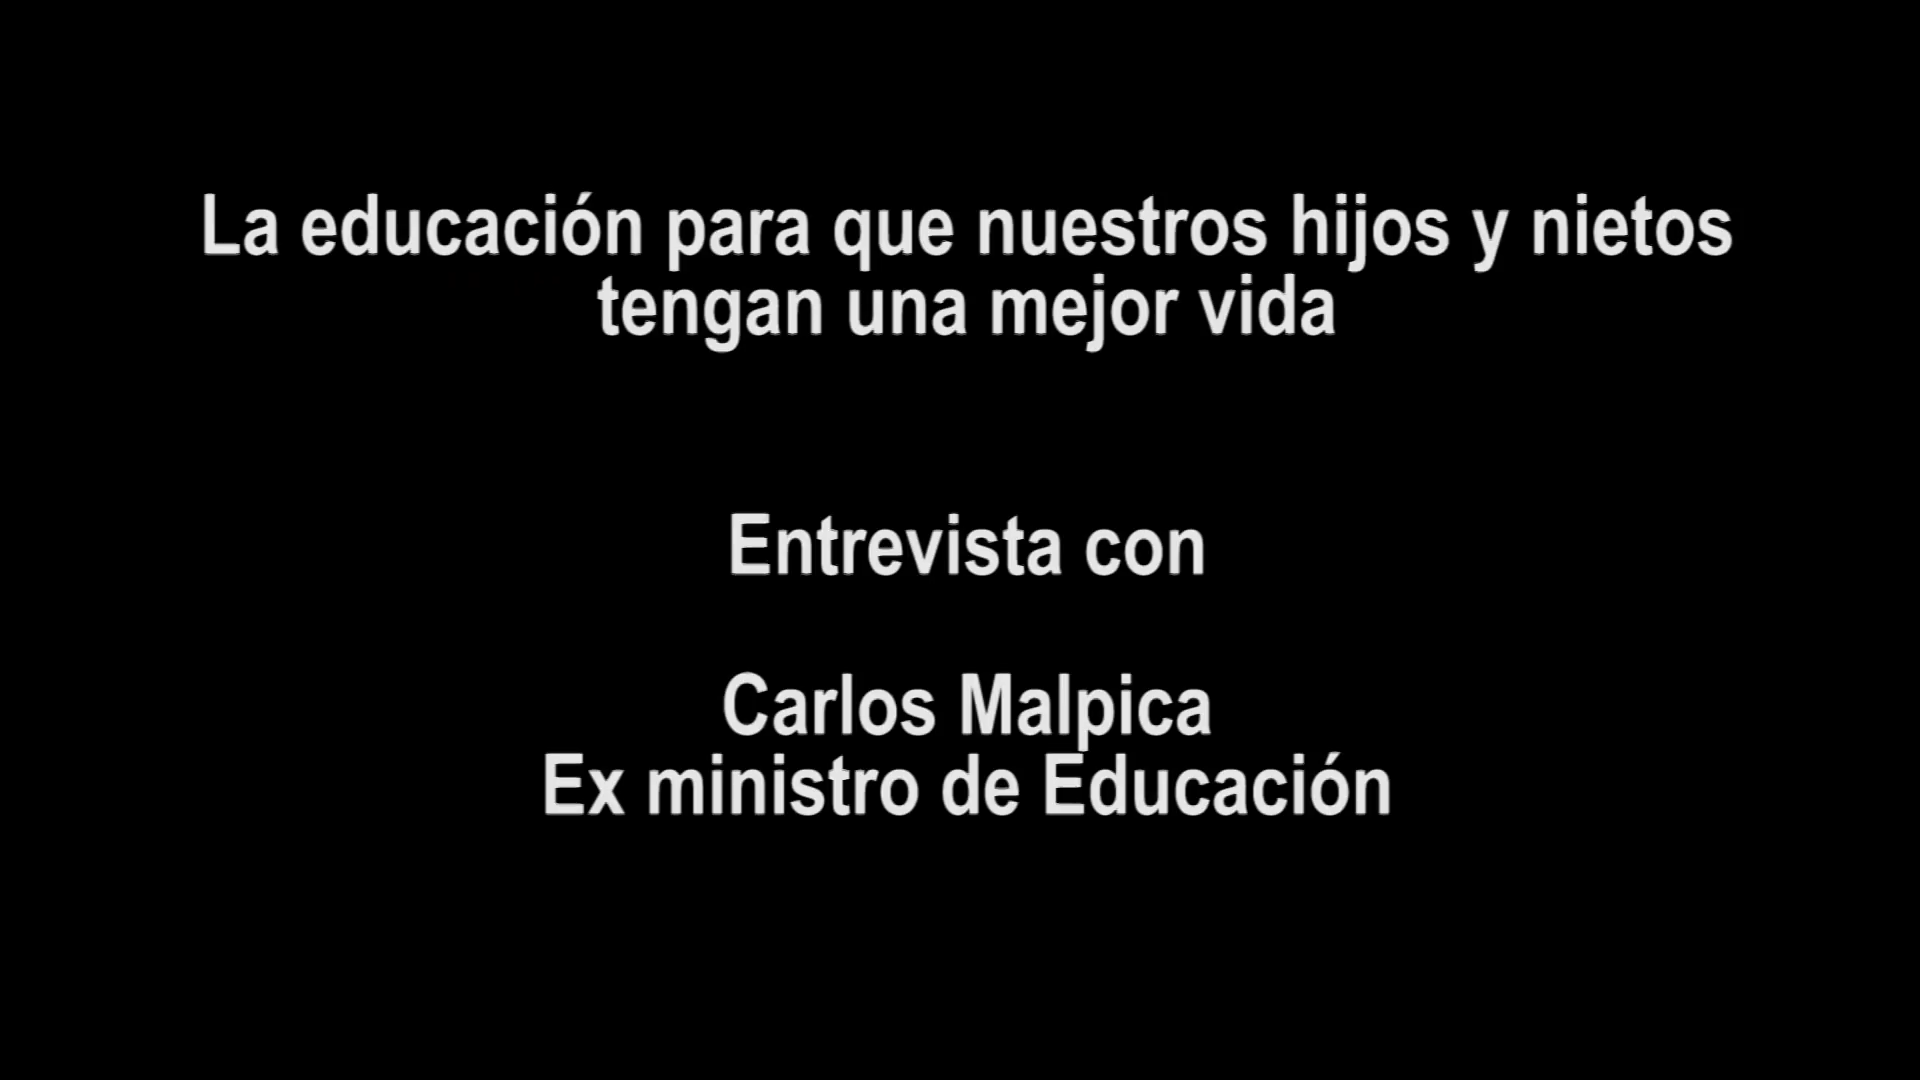 La educación para que nuestros hijos y nietos
tengan una mejor vida
Entrevista con
Carlos Malpica
Ex ministro de Educación